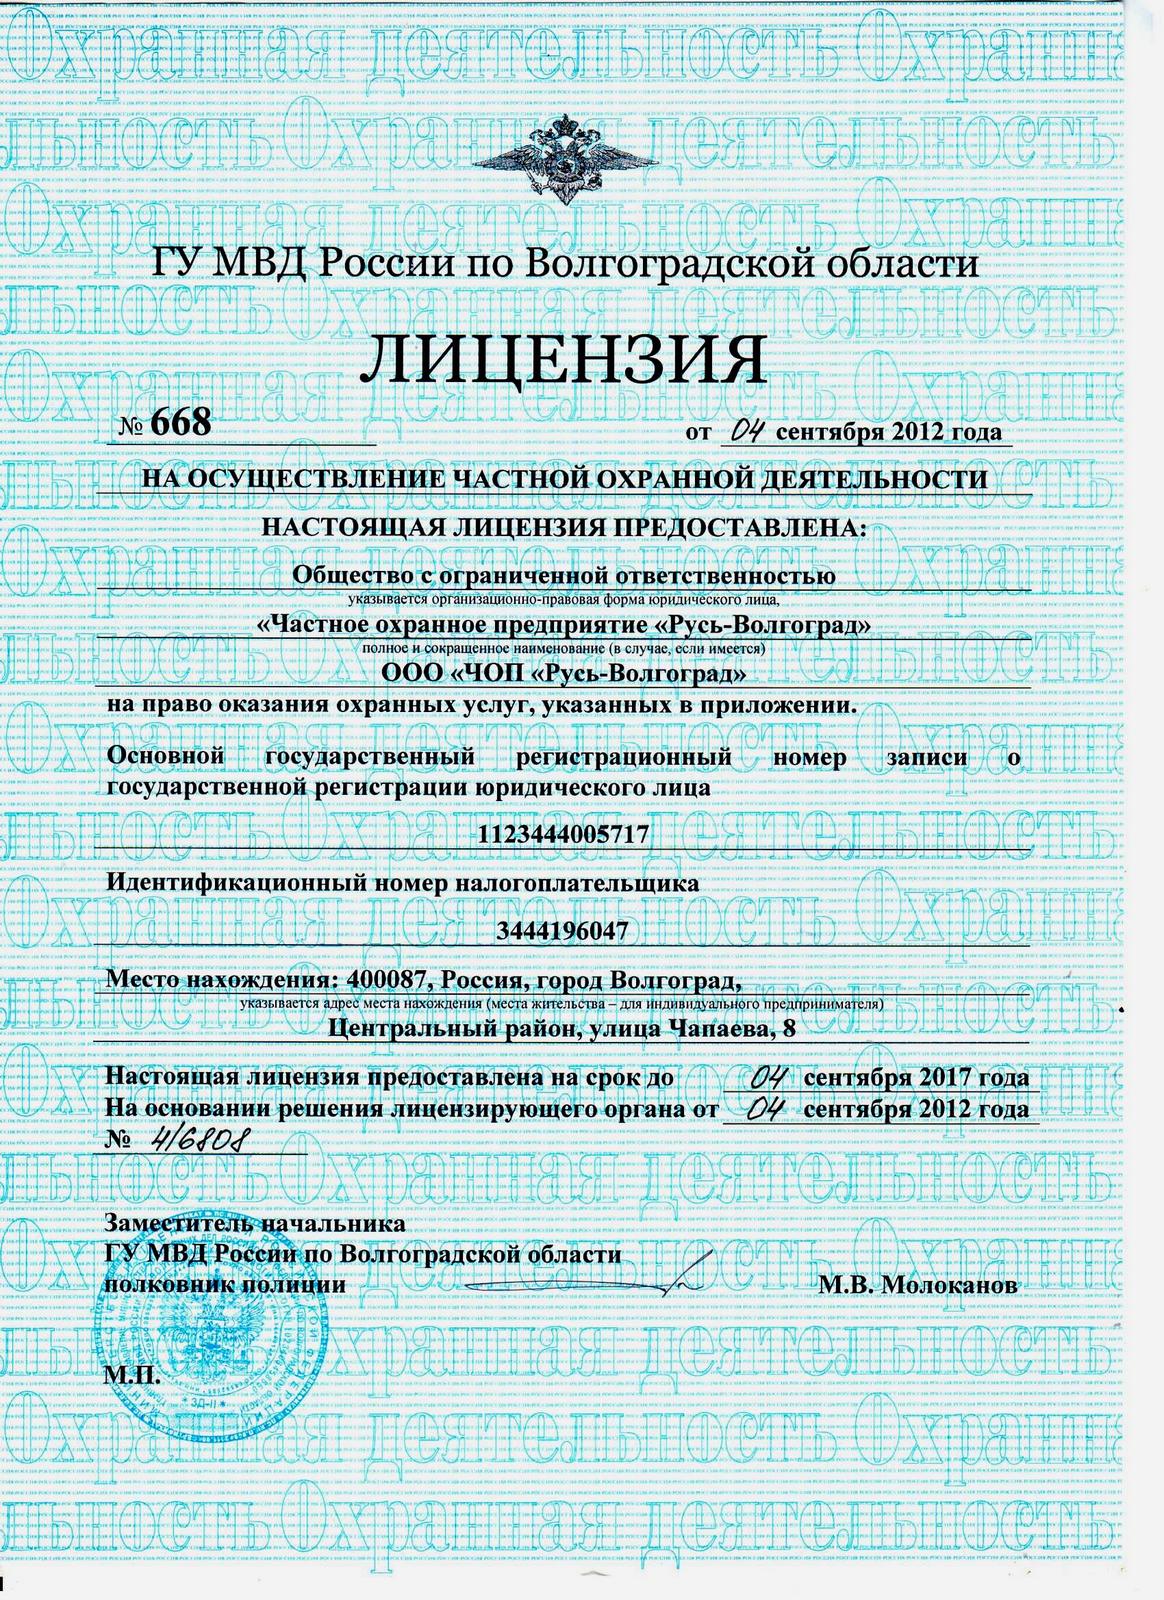 ГУ МВД России по Волгоградской области
ЛИЦЕНЗИЯ
№ 668
от 04 сентября 2012 года
НА ОСУЩЕСТВЛЕНИЕ ЧАСТНОЙ ОХРАННОЙ ДЕЯТЕЛЬНОСТИ
НАСТОЯЩАЯ ЛИЦЕНЗИЯ ПРЕДОСТАВЛЕНА:
Общество с ограниченной ответственностью
указывается организационно-правовая форма юридического лица,
«Частное охранное предприятие «Русь-Волгоград»
полное и сокращенное наименование (в случае, если имеется)
ООО «ЧОП «Русь-Волгоград»
на право оказания охранных услуг, указанных в приложении.
Основной государственный регистрационный номер записи о
государственной регистрации юридического лица
1123444005717
Идентификационный номер налогоплательщика
3444196047
Место нахождения: 400087, Россия, город Волгоград,
указывается адрес места нахождения (места жительства – для индивидуального предпринимателя)
Центральный район, улица Чапаева, 8
Настоящая лицензия предоставлена на срок до 04 сентября 2017 года
На основании решения лицензирующего органа от 04 сентября 2012 года
№ 4/6808
Заместитель начальника
ГУ МВД России по Волгоградской области
полковник полиции М.В. Молоканов
М.П.